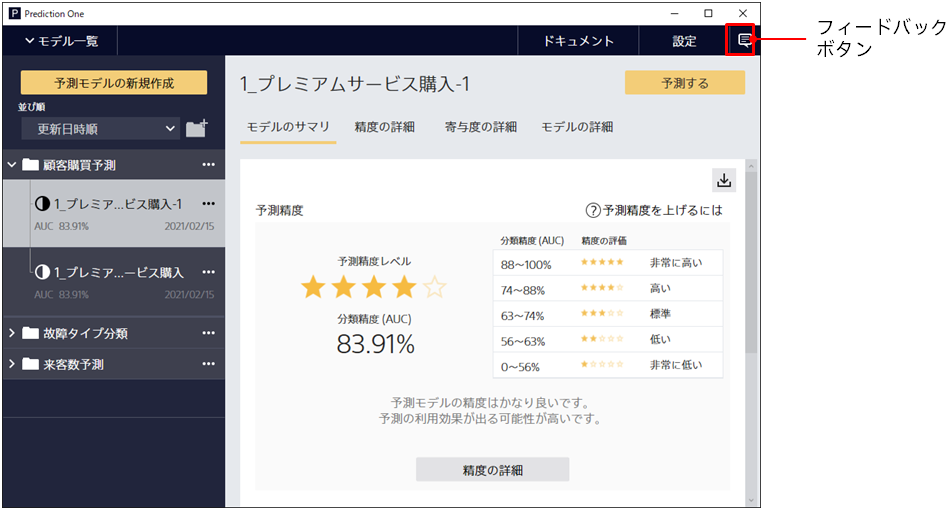 Prediction One
モデル一覧
ドキュメント
設定
フィードバック
ボタン
予測モデルの新規作成
並び順
更新日時順
顧客購買予測
1_プレミア...ビス購入-1
AUC 83.91%
2021/02/15
1_プレミア...ービス購入
AUC 83.91%
2021/02/15
故障タイプ分類
来客数予測
1_プレミアムサービス購入-1
予測する
モデルのサマリ
精度の詳細
寄与度の詳細
モデルの詳細
予測精度
?予測精度を上げるには
予測精度レベル
★★★★☆
分類精度 (AUC)
83.91%
分類精度 (AUC) 精度の評価
88～100% ★★★★★ 非常に高い
74～88% ★★★★☆ 高い
63～74% ★★★☆☆ 標準
56～63% ★★☆☆☆ 低い
0～56% ★☆☆☆☆ 非常に低い
予測モデルの精度はかなり良いです。
予測の利用効果が出る可能性が高いです。
精度の詳細